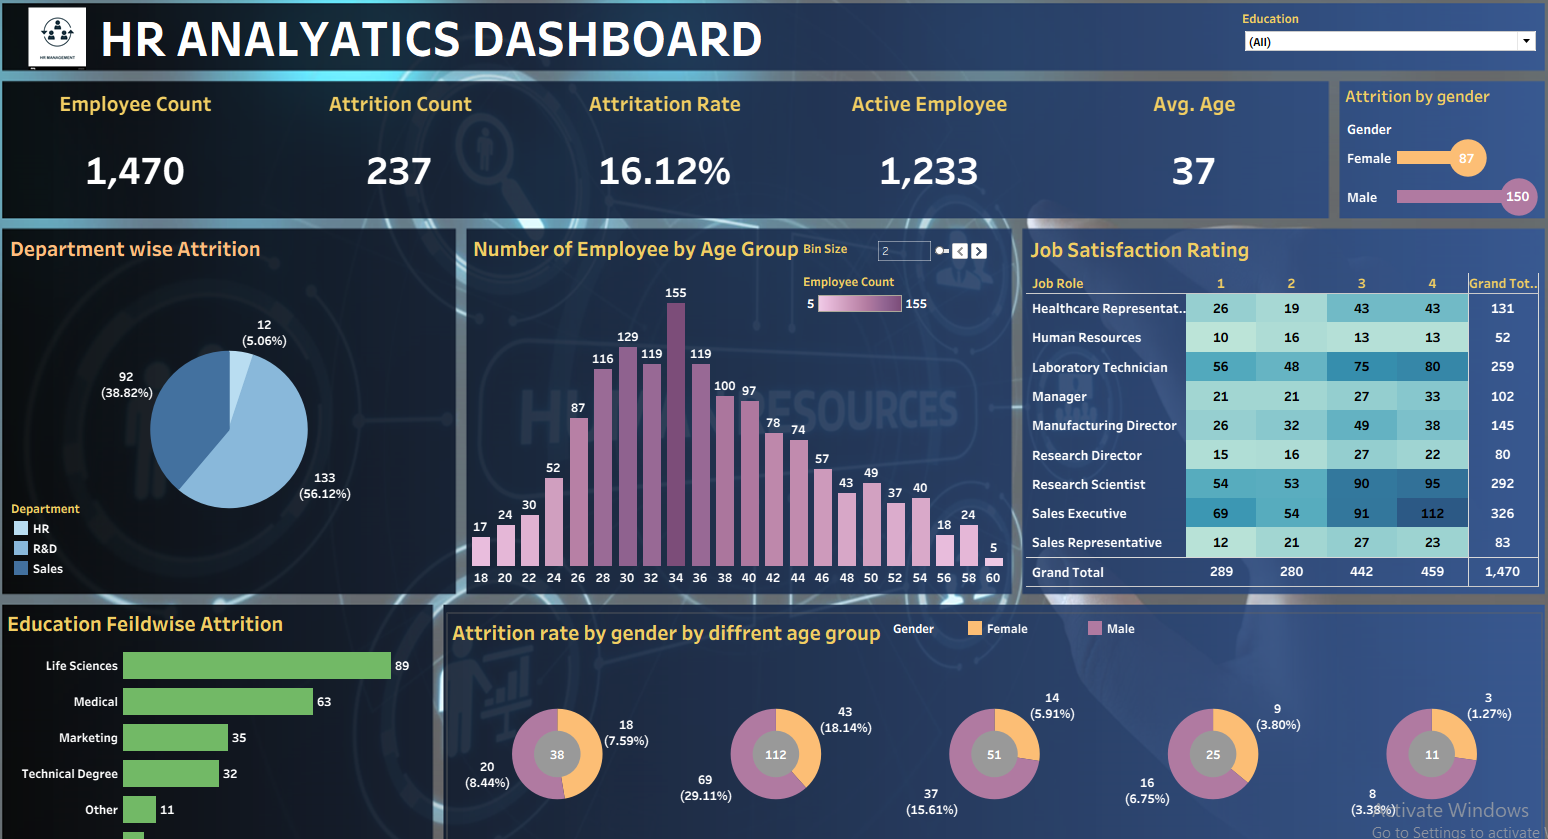 HR MANAGEMENT
HR ANALYATICS DASHBOARD
Education
(All)
Employee Count
Attrition Count
Attritation Rate
Active Employee
Avg. Age
1,470
237
16.12%
1,233
37
Attrition by gender
Gender
Female 87
Male 150
Department wise Attrition
12
(5.06%)
92
(38.82%)
133
(56.12%)
Department
HR
R&D
Sales
Number of Employee by Age Group
Bin Size 2
Employee Count
5 155
17 24 30 52 87 116 129 119 155 119 100 97 78 74 57 43 49 37 40 18 24 5
18 20 22 24 26 28 30 32 34 36 38 40 42 44 46 48 50 52 54 56 58 60
RESOURCES
Job Satisfaction Rating
Job Role 1 2 3 4 Grand Tot..
Healthcare Representat.. 26 19 43 43 131
Human Resources 10 16 13 13 52
Laboratory Technician 56 48 75 80 259
Manager 21 21 27 33 102
Manufacturing Director 26 32 49 38 145
Research Director 15 16 27 22 80
Research Scientist 54 53 90 95 292
Sales Executive 69 54 91 112 326
Sales Representative 12 21 27 23 83
Grand Total 289 280 442 459 1,470
Education Feildwise Attrition
Life Sciences 89
Medical 63
Marketing 35
Technical Degree 32
Other 11
Attrition rate by gender by diffrent age group
Gender Female Male
38
18
(7.59%)
20
(8.44%)
112
43
(18.14%)
69
(29.11%)
51
14
(5.91%)
37
(15.61%)
25
9
(3.80%)
16
(6.75%)
11
3
(1.27%)
8
(3.38%)
Activate Windows
Go to Settings to activate